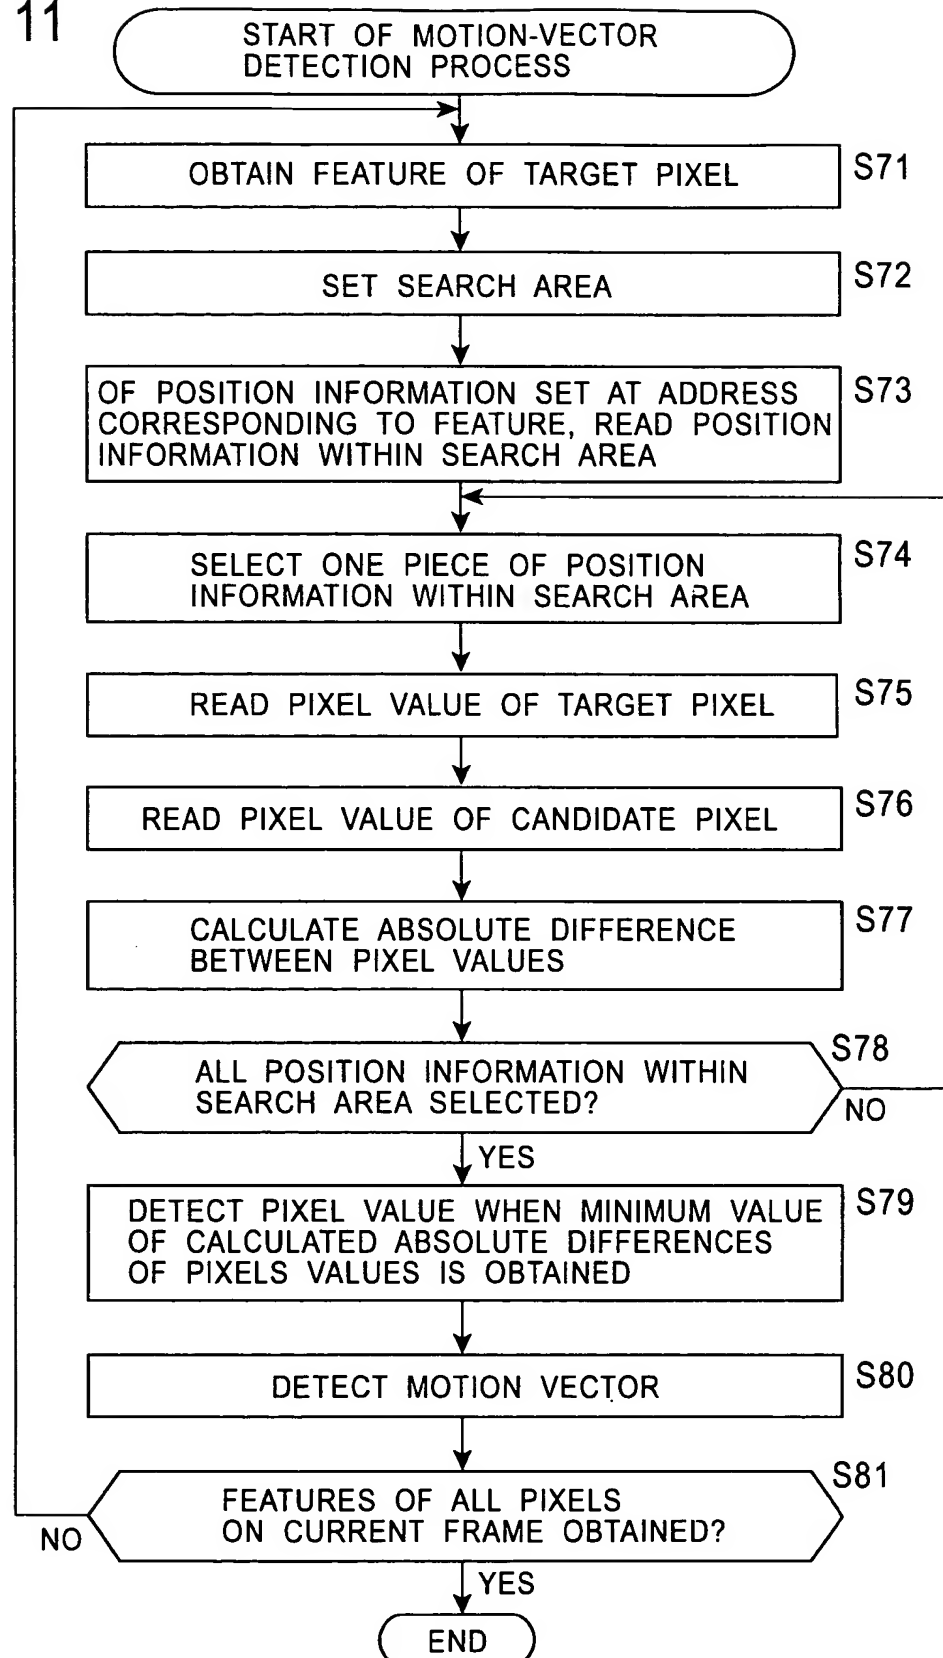 11
START OF MOTION-VECTOR
DETECTION PROCESS
OBTAIN FEATURE OF TARGET PIXEL
S71
SET SEARCH AREA
S72
OF POSITION INFORMATION SET AT ADDRESS
CORRESPONDING TO FEATURE, READ POSITION
INFORMATION WITHIN SEARCH AREA
S73
SELECT ONE PIECE OF POSITION
INFORMATION WITHIN SEARCH AREA
S74
READ PIXEL VALUE OF TARGET PIXEL
S75
READ PIXEL VALUE OF CANDIDATE PIXEL
S76
CALCULATE ABSOLUTE DIFFERENCE
BETWEEN PIXEL VALUES
S77
ALL POSITION INFORMATION WITHIN
SEARCH AREA SELECTED?
S78
NO
YES
DETECT PIXEL VALUE WHEN MINIMUM VALUE
OF CALCULATED ABSOLUTE DIFFERENCES
OF PIXELS VALUES IS OBTAINED
S79
DETECT MOTION VECTOR
S80
FEATURES OF ALL PIXELS
ON CURRENT FRAME OBTAINED?
S81
NO
YES
END